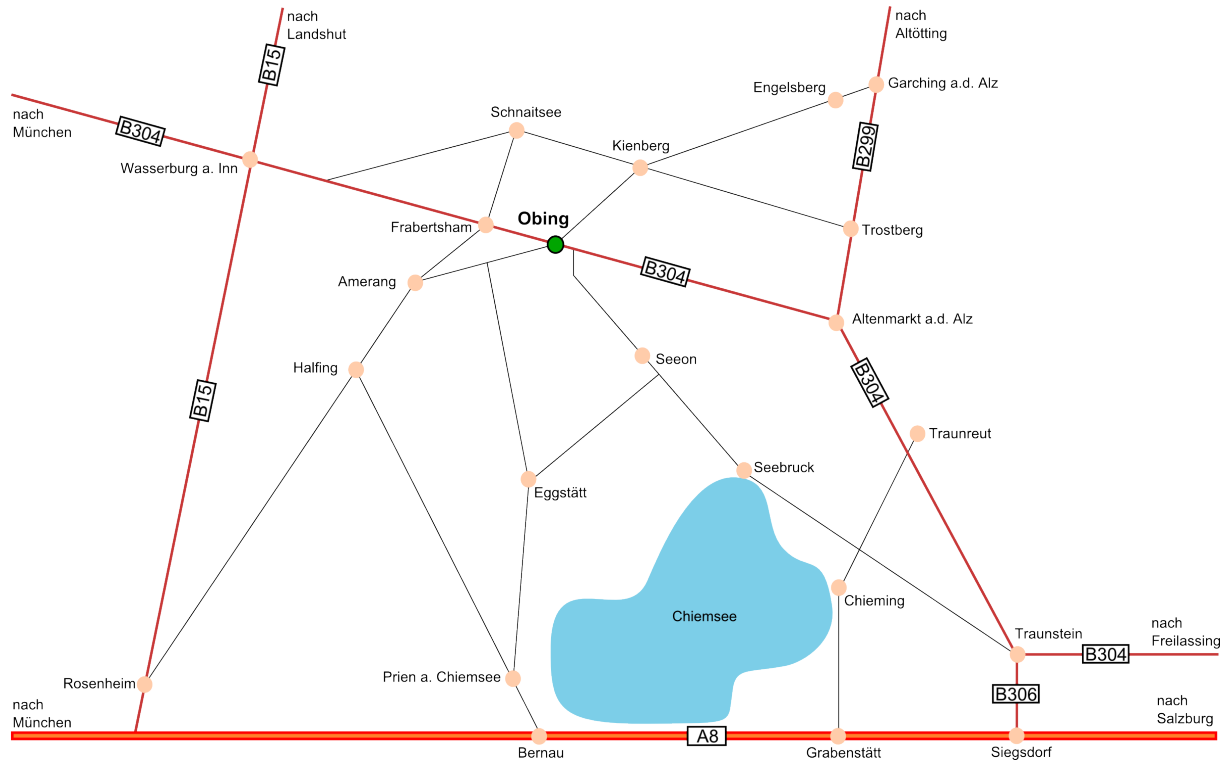 nach
Landshut
nach
Altötting
B15
Engelsberg
Garching a.d. Alz
nach
München
B304
Schnaitsee
Kienberg
B299
Wasserburg a. Inn
Obing
Frabertsham
Trostberg
B304
Amerang
Altenmarkt a.d. Alz
Halfing
Seeon
B15
B304
Traunreut
Seebruck
Eggstätt
Chieming
Chiemsee
nach
Freilassing
Traunstein
B304
Rosenheim
Prien a. Chiemsee
B306
nach
München
nach
Salzburg
A8
Bernau
Grabenstätt
Siegsdorf